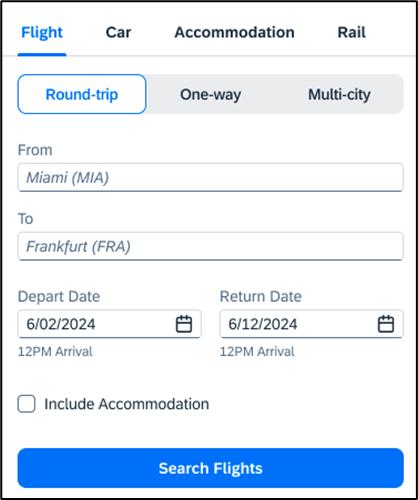 Flight Car Accommodation Rail
Round-trip One-way Multi-city
From
Miami (MIA)
To
Frankfurt (FRA)
Depart Date Return Date
6/02/2024 6/12/2024
12PM Arrival 12PM Arrival
Include Accommodation
Search Flights